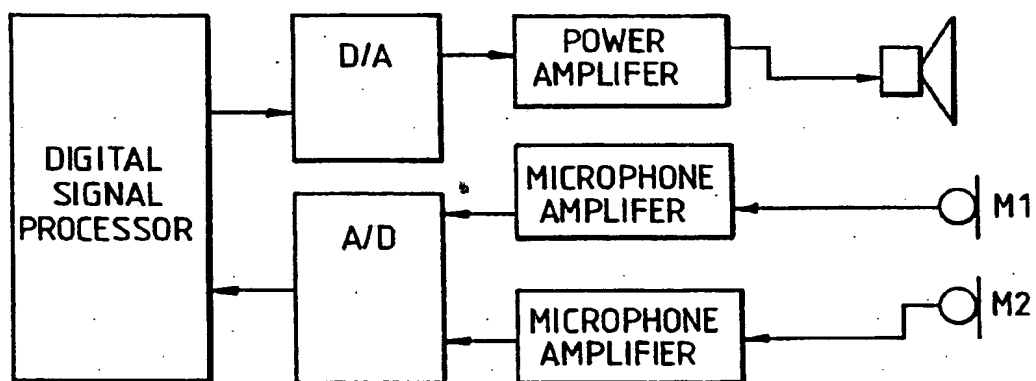 DIGITAL
SIGNAL
PROCESSOR
D/A
POWER
AMPLIFER
MICROPHONE
AMPLIFER
M1
A/D
MICROPHONE
AMPLIFIER
M2